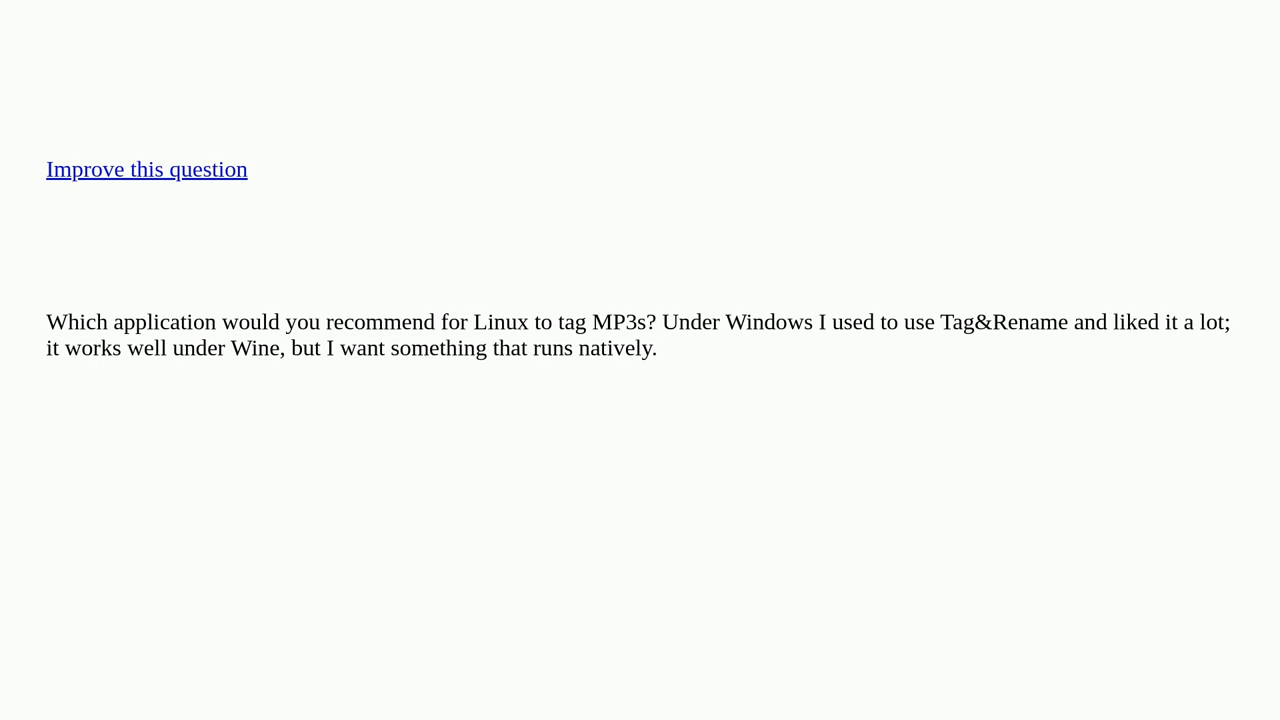 Improve this question
Which application would you recommend for Linux to tag MP3s? Under Windows I used to use Tag&Rename and liked it a lot;
it works well under Wine, but I want something that runs natively.